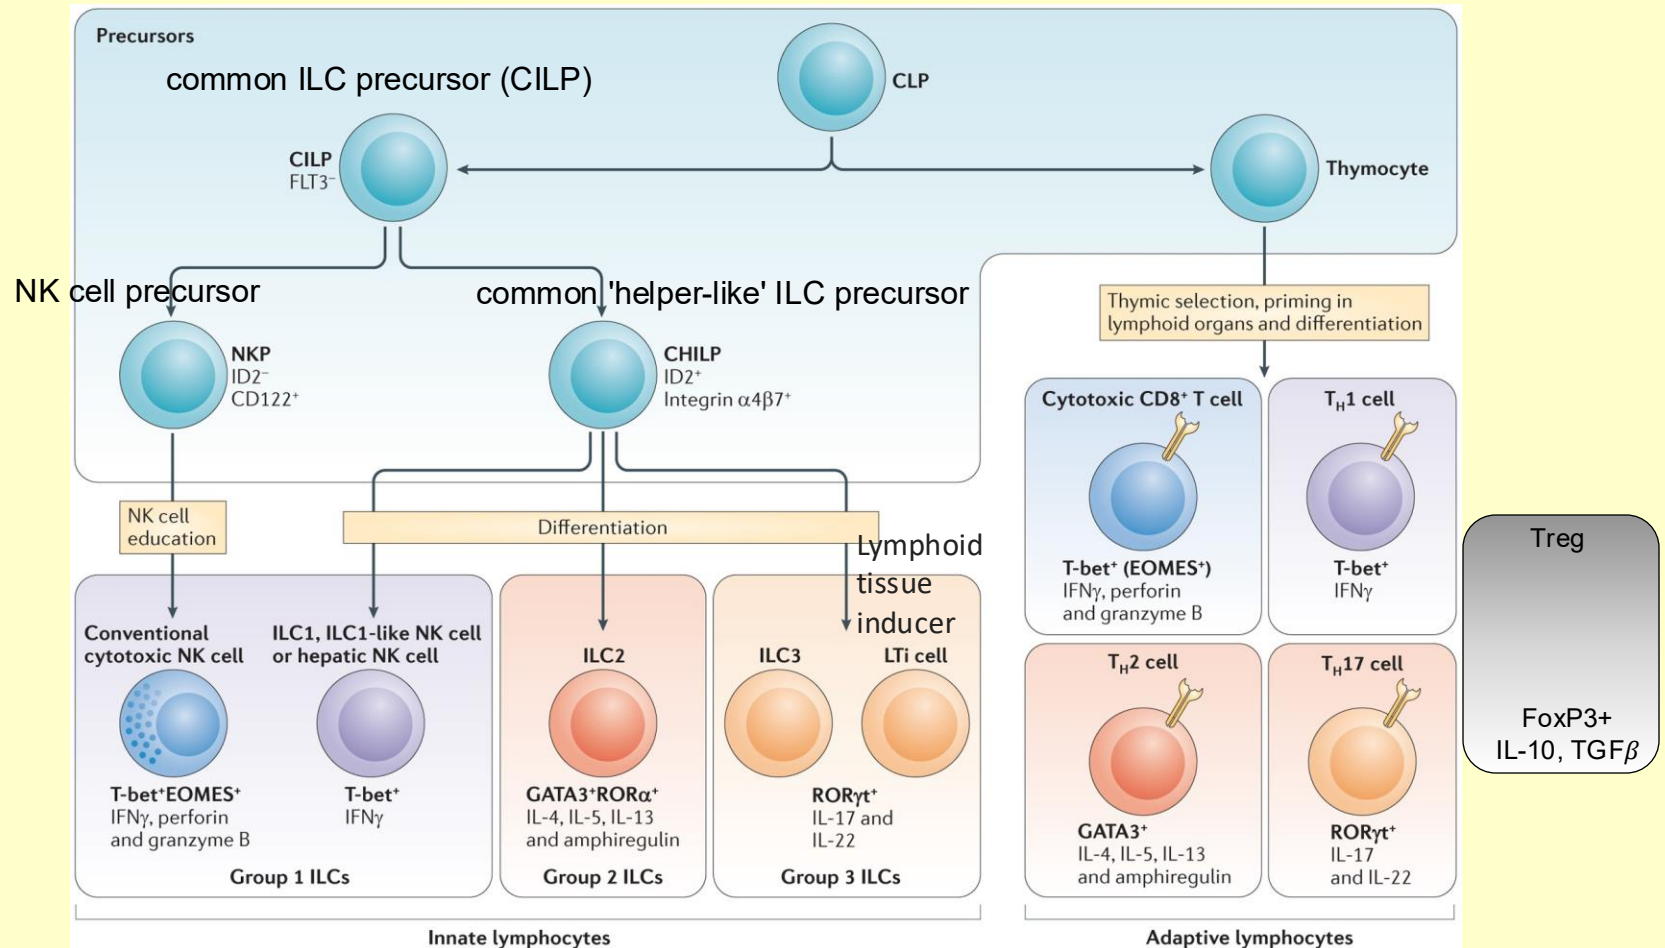 Precursors
common ILC precursor (CILP)
CLP
CILP
FLT3⁻
Thymocyte
NK cell precursor
common 'helper-like' ILC precursor
Thymic selection, priming in
lymphoid organs and differentiation
NKP
ID2⁻
CD122⁺
CHILP
ID2⁺
Integrin α4β7⁺
NK cell
education
Differentiation
Lymphoid
tissue
inducer
Conventional
cytotoxic NK cell
T-bet⁺EOMES⁺
IFNγ, perforin
and granzyme B
ILC1, ILC1-like NK cell
or hepatic NK cell
T-bet⁺
IFNγ
Group 1 ILCs
ILC2
GATA3⁺RORα⁺
IL-4, IL-5, IL-13
and amphiregulin
Group 2 ILCs
ILC3
LTi cell
RORγt⁺
IL-17 and
IL-22
Group 3 ILCs
Innate lymphocytes
Cytotoxic CD8⁺ T cell
T-bet⁺ (EOMES⁺)
IFNγ, perforin
and granzyme B
T_H1 cell
T-bet⁺
IFNγ
T_H2 cell
GATA3⁺
IL-4, IL-5, IL-13
and amphiregulin
T_H17 cell
RORγt⁺
IL-17
and IL-22
Adaptive lymphocytes
Treg
FoxP3+
IL-10, TGFβ